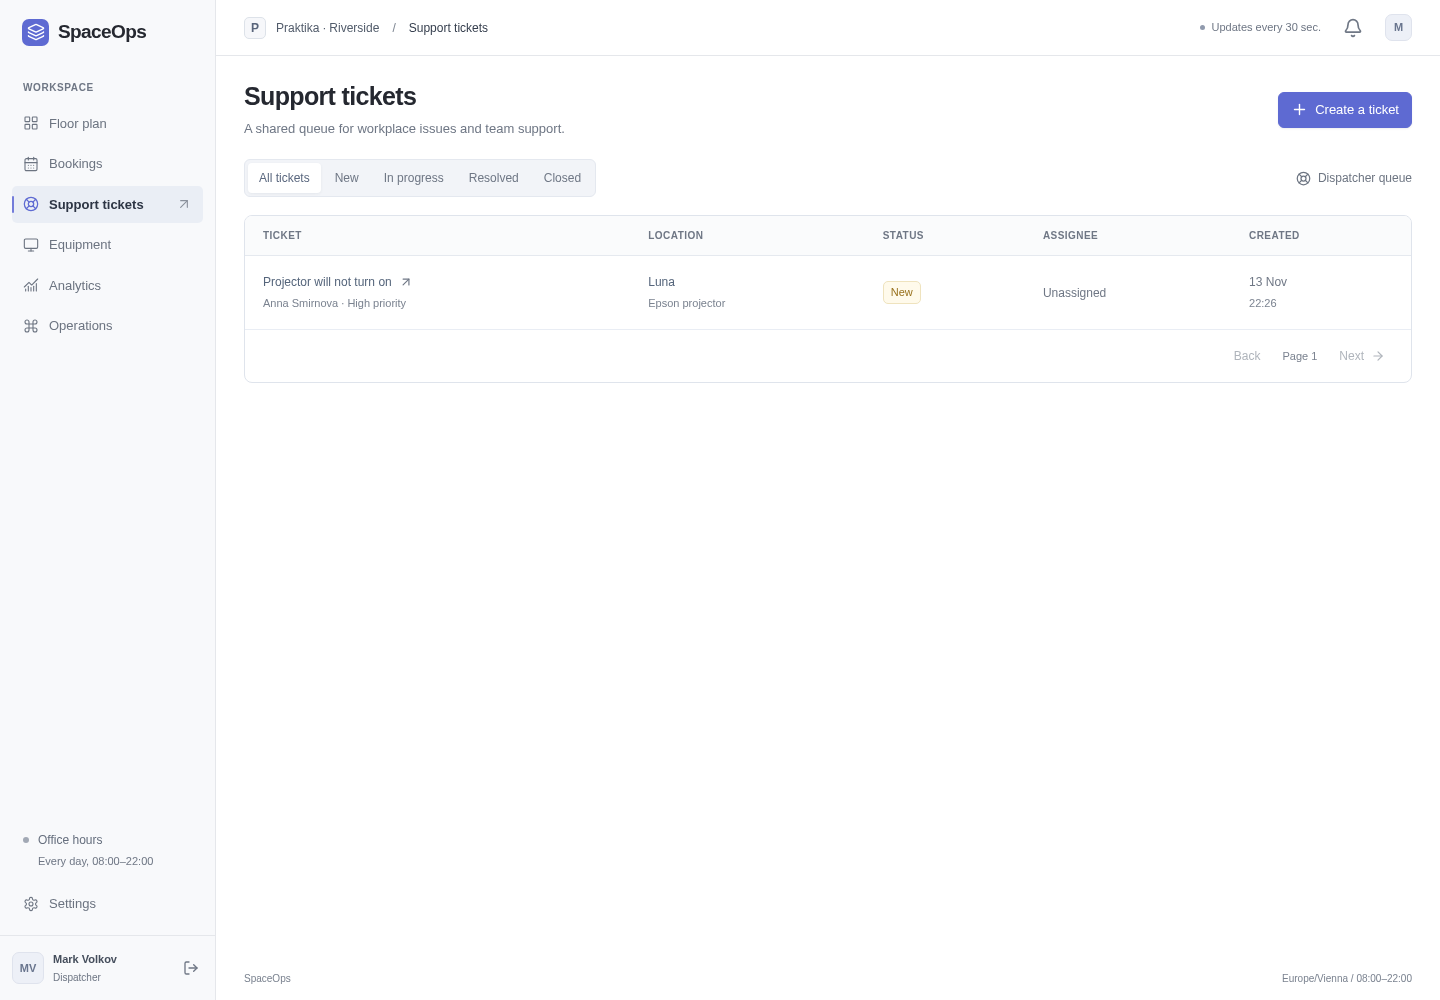 SpaceOps
WORKSPACE
Floor plan
Bookings
Support tickets
Equipment
Analytics
Operations
Office hours
Every day, 08:00–22:00
Settings
MV
Mark Volkov
Dispatcher
P Praktika · Riverside / Support tickets
Updates every 30 sec.
M
Support tickets
A shared queue for workplace issues and team support.
Create a ticket
All tickets New In progress Resolved Closed
Dispatcher queue
TICKET LOCATION STATUS ASSIGNEE CREATED
Projector will not turn on Luna New Unassigned 13 Nov
Anna Smirnova · High priority Epson projector 22:26
Back Page 1 Next
SpaceOps
Europe/Vienna / 08:00–22:00